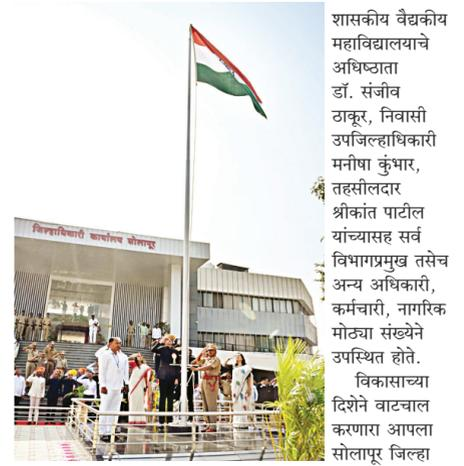 जिल्हाधिकारी कार्यालय सोलापूर
शासकीय वैद्यकीय
महाविद्यालयाचे
अधिष्ठाता
डॉ. संजीव
ठाकूर, निवासी
उपजिल्हाधिकारी
मनीषा कुंभार,
तहसीलदार
श्रीकांत पाटील
यांच्यासह सर्व
विभागप्रमुख तसेच
अन्य अधिकारी,
कर्मचारी, नागरिक
मोठ्या संख्येने
उपस्थित होते.
विकासाच्या
दिशेने वाटचाल
करणारा आपला
सोलापूर जिल्हा